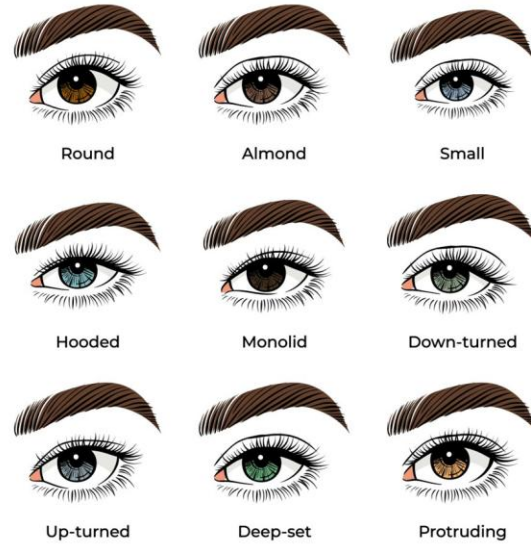 Round
Almond
Small
Hooded
Monolid
Down-turned
Up-turned
Deep-set
Protruding